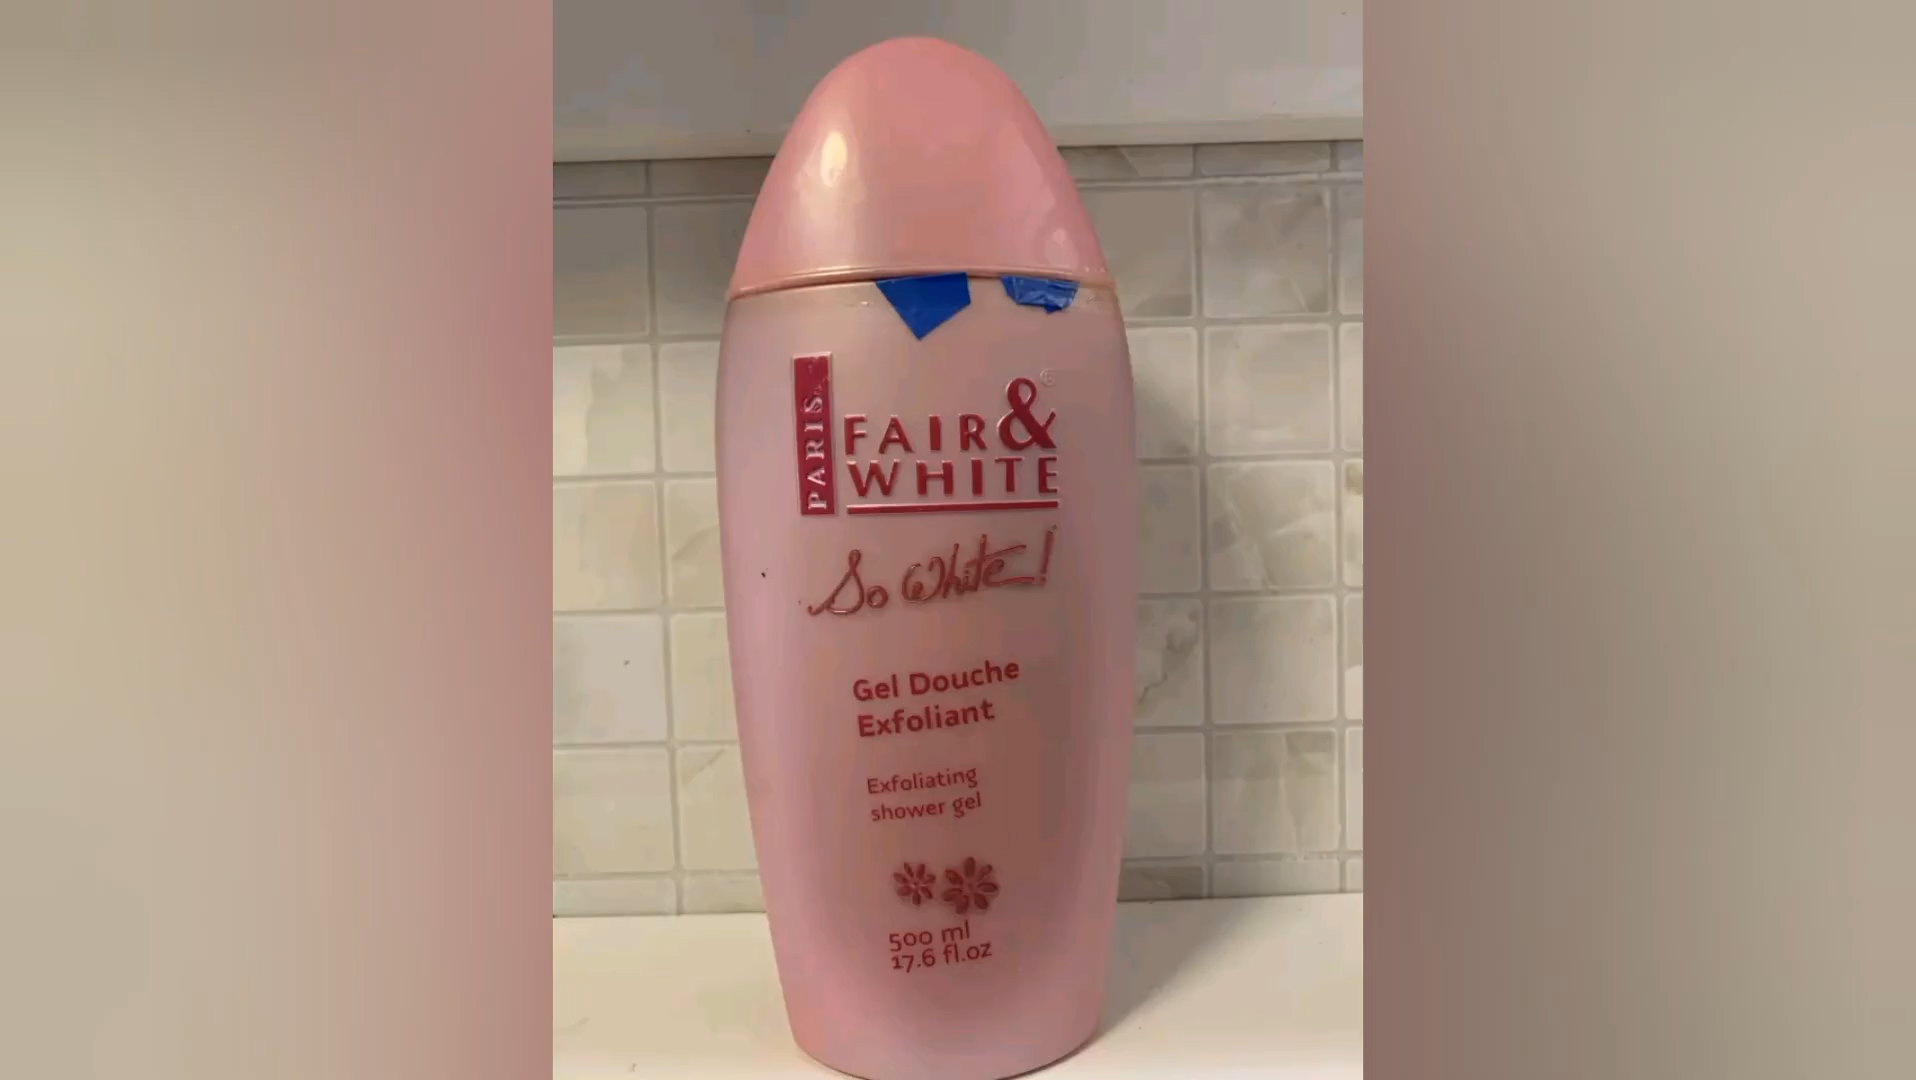 PARIS
FAIR &
WHITE
So White!
Gel Douche
Exfoliant
Exfoliating
shower gel
500 ml
17.6 fl.oz